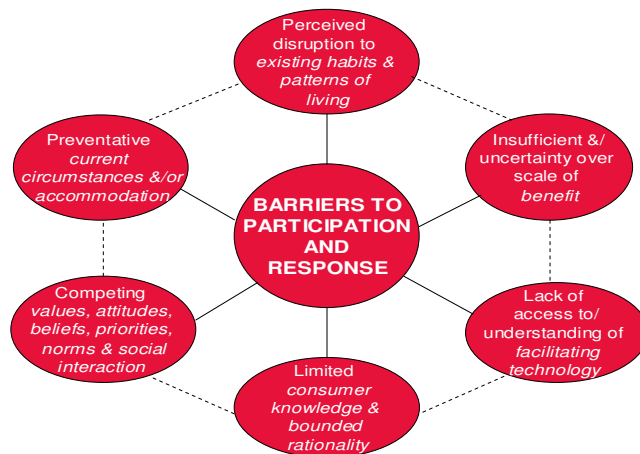 Perceived
disruption to
existing habits &
patterns of
living
Preventative
current
circumstances &/or
accommodation
Insufficient &/
uncertainty over
scale of
benefit
BARRIERS TO
PARTICIPATION
AND
RESPONSE
Competing
values, attitudes,
beliefs, priorities,
norms & social
interaction
Lack of
access to/
understanding of
facilitating
technology
Limited
consumer
knowledge &
bounded
rationality